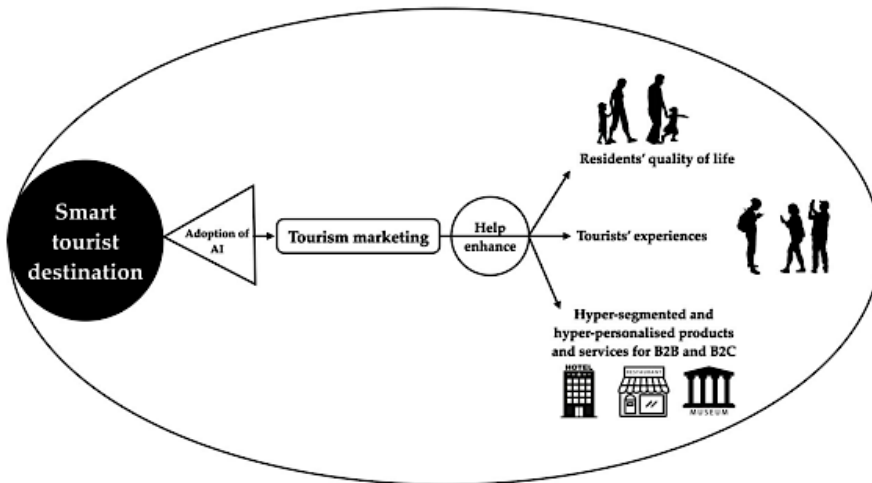 Smart
tourist
destination
Adoption of
AI
Tourism marketing
Help
enhance
Residents' quality of life
Tourists' experiences
Hyper-segmented and
hyper-personalised products
and services for B2B and B2C
HOTEL
RESTAURANT
MUSEUM